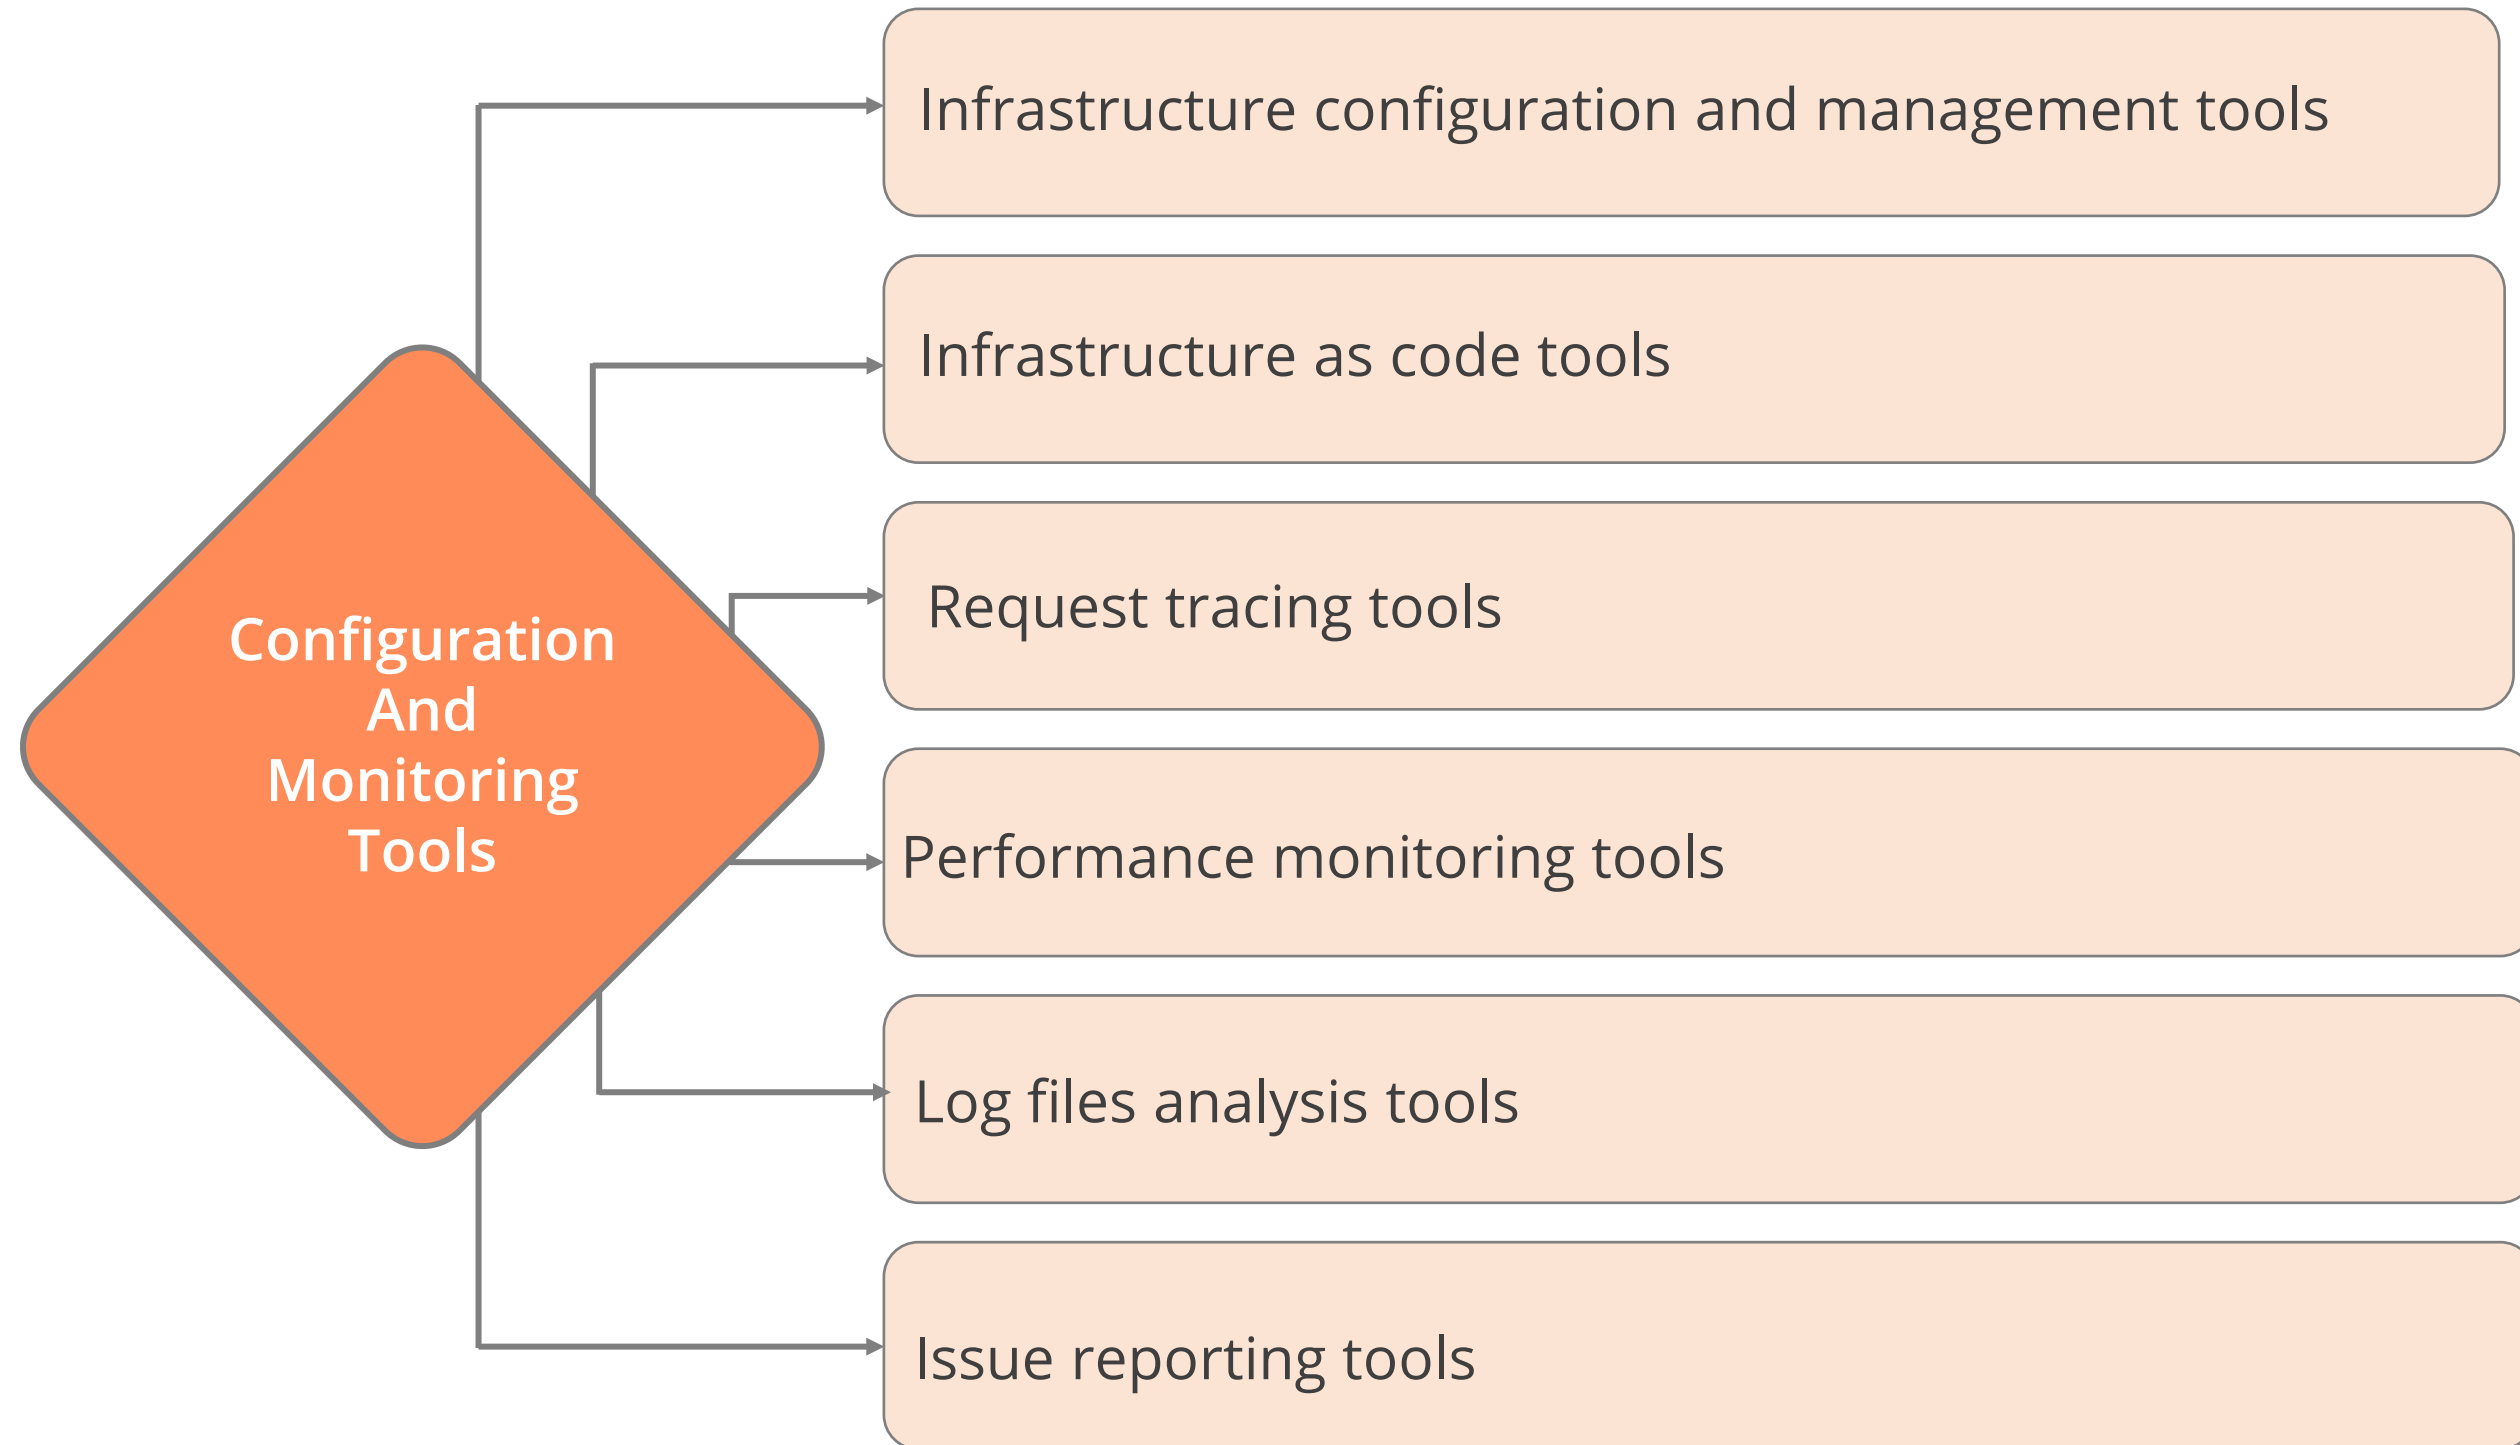 Infrastructure configuration and management tools
Infrastructure as code tools
Request tracing tools
Configuration
And
Monitoring
Tools
Performance monitoring tools
Log files analysis tools
Issue reporting tools